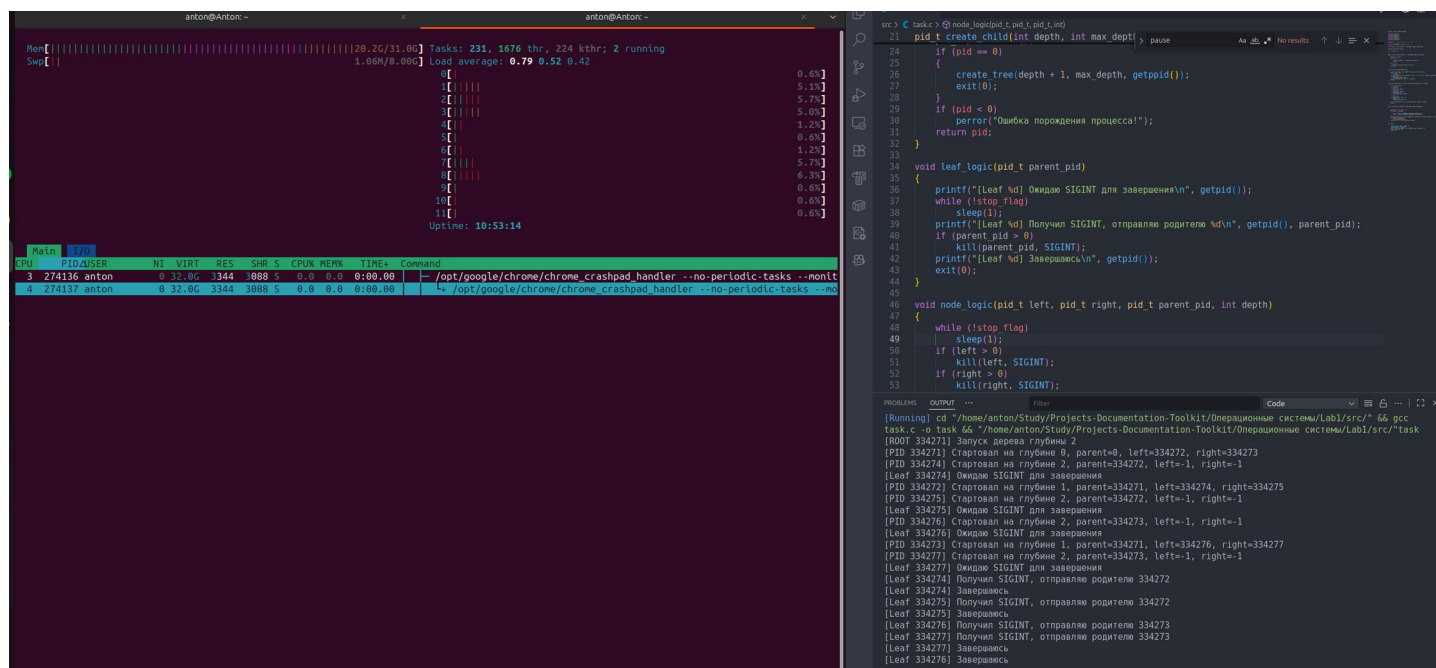 anton@Anton: ~ × anton@Anton: ~ ×
Mem[20.2G/31.0G] Tasks: 231, 1676 thr, 224 kthr; 2 running
Swp[1.06M/8.00G] Load average: 0.79 0.52 0.42
0[ 0.6%]
1[ 5.1%]
2[ 5.7%]
3[ 5.0%]
4[ 1.2%]
5[ 0.6%]
6[ 1.2%]
7[ 5.7%]
8[ 6.3%]
9[ 0.6%]
10[ 0.6%]
11[ 0.6%]
Uptime: 10:53:14
Main I/O
CPU PID△USER NI VIRT RES SHR S CPU% MEM% TIME+ Command
3 274136 anton 0 32.0G 3344 3088 S 0.0 0.0 0:00.00 ├─ /opt/google/chrome/chrome_crashpad_handler --no-periodic-tasks --monit
4 274137 anton 0 32.0G 3344 3088 S 0.0 0.0 0:00.00 /opt/google/chrome/chrome_crashpad_handler --no-periodic-tasks --mo
src > C task.c > node_logic(pid_t, pid_t, pid_t, int)
21 pid_t create_child(int depth, int max_dept
> pause Aa ab .* No results
24 if (pid == 0)
25 {
26 create_tree(depth + 1, max_depth, getppid());
27 exit(0);
28 }
29 if (pid < 0)
30 perror("Ошибка порождения процесса!");
31 return pid;
32 }
33
34 void leaf_logic(pid_t parent_pid)
35 {
36 printf("[Leaf %d] Ожидаю SIGINT для завершения\n", getpid());
37 while (!stop_flag)
38 sleep(1);
39 printf("[Leaf %d] Получил SIGINT, отправляю родителю %d\n", getpid(), parent_pid);
40 if (parent_pid > 0)
41 kill(parent_pid, SIGINT);
42 printf("[Leaf %d] Завершаюсь\n", getpid());
43 exit(0);
44 }
45
46 void node_logic(pid_t left, pid_t right, pid_t parent_pid, int depth)
47 {
48 while (!stop_flag)
49 sleep(1);
50 if (left > 0)
51 kill(left, SIGINT);
52 if (right > 0)
53 kill(right, SIGINT);
PROBLEMS OUTPUT ··· Filter Code
[Running] cd "/home/anton/Study/Projects-Documentation-Toolkit/Операционные системы/Lab1/src/" && gcc
task.c -o task && "/home/anton/Study/Projects-Documentation-Toolkit/Операционные системы/Lab1/src/"task
[ROOT 334271] Запуск дерева глубины 2
[PID 334271] Стартовал на глубине 0, parent=0, left=334272, right=334273
[PID 334274] Стартовал на глубине 2, parent=334272, left=-1, right=-1
[Leaf 334274] Ожидаю SIGINT для завершения
[PID 334272] Стартовал на глубине 1, parent=334271, left=334274, right=334275
[PID 334275] Стартовал на глубине 2, parent=334272, left=-1, right=-1
[Leaf 334275] Ожидаю SIGINT для завершения
[PID 334276] Стартовал на глубине 2, parent=334273, left=-1, right=-1
[Leaf 334276] Ожидаю SIGINT для завершения
[PID 334273] Стартовал на глубине 1, parent=334271, left=334276, right=334277
[PID 334277] Стартовал на глубине 2, parent=334273, left=-1, right=-1
[Leaf 334277] Ожидаю SIGINT для завершения
[Leaf 334274] Получил SIGINT, отправляю родителю 334272
[Leaf 334274] Завершаюсь
[Leaf 334275] Получил SIGINT, отправляю родителю 334272
[Leaf 334275] Завершаюсь
[Leaf 334276] Получил SIGINT, отправляю родителю 334273
[Leaf 334277] Получил SIGINT, отправляю родителю 334273
[Leaf 334277] Завершаюсь
[Leaf 334276] Завершаюсь